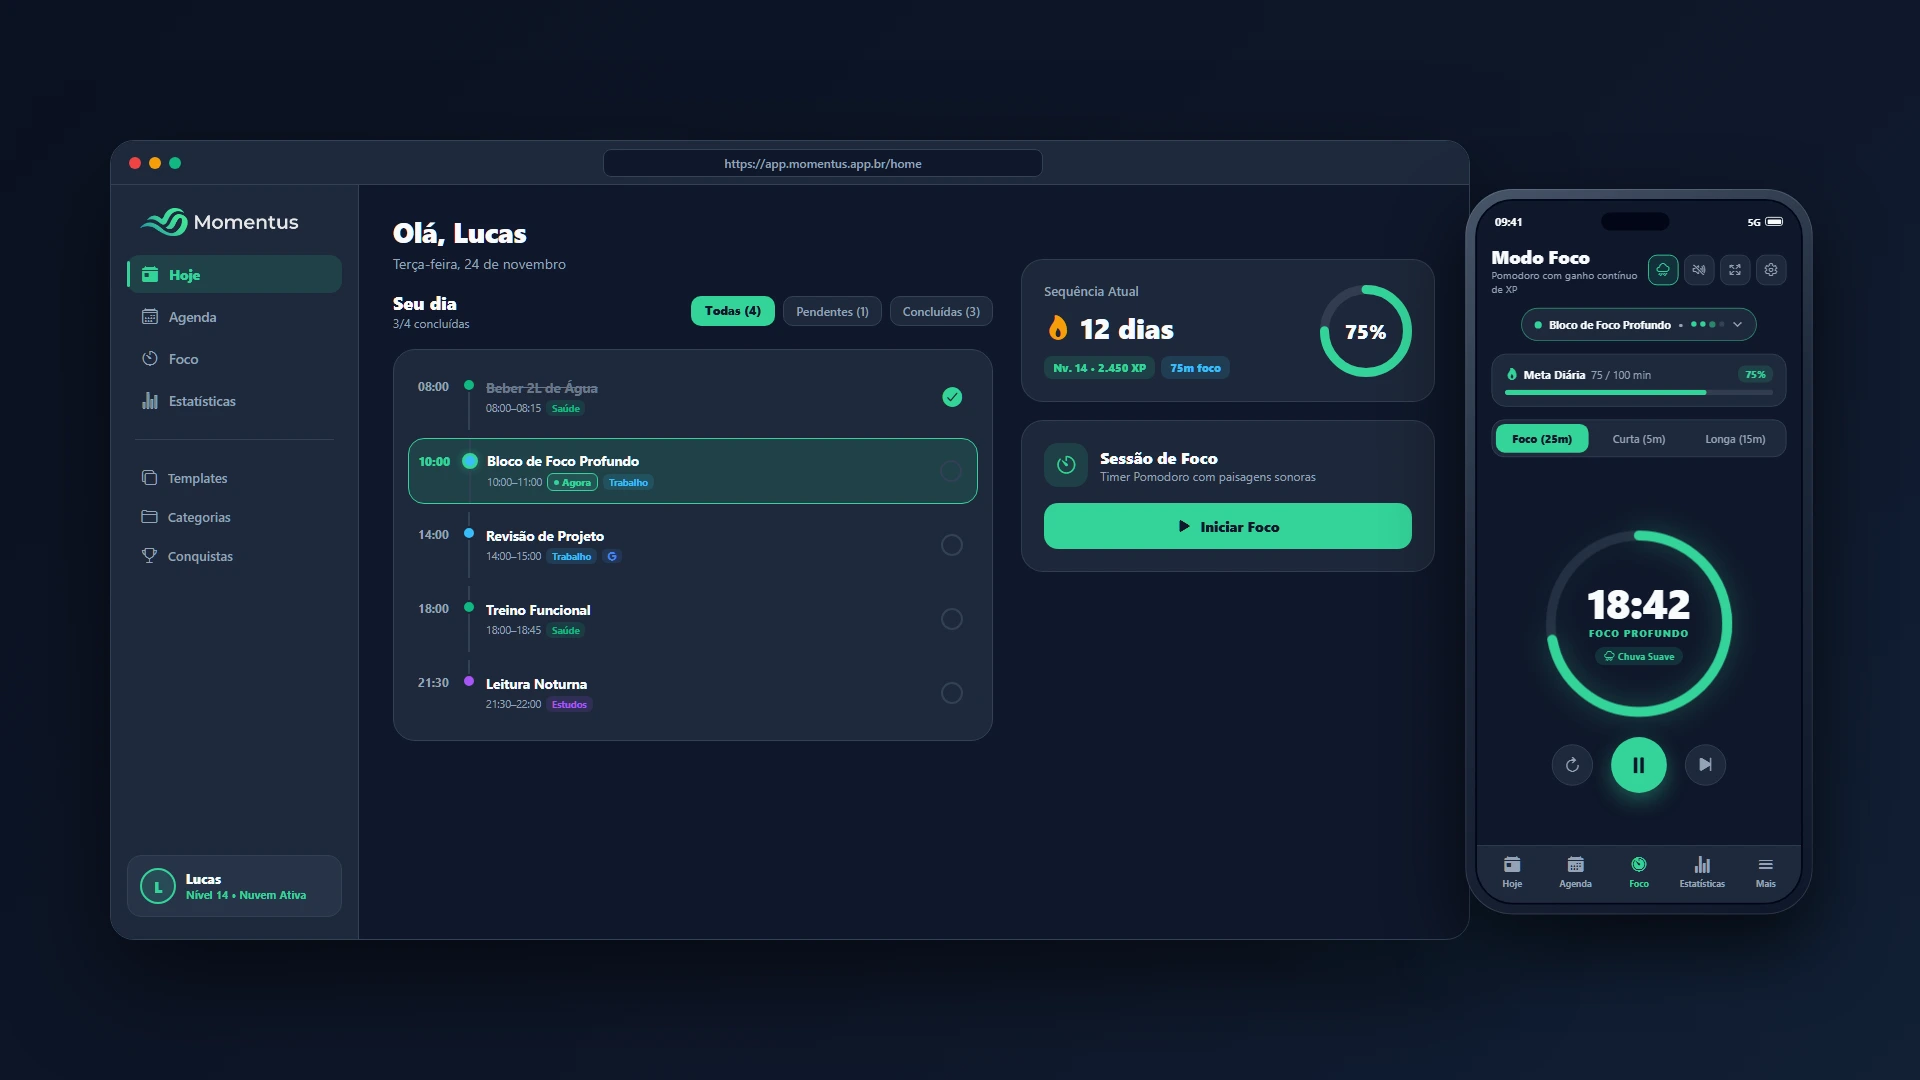 https://app.momentus.app.br/home
Momentus
Hoje
Agenda
Foco
Estatísticas
Templates
Categorias
Conquistas
L
Lucas
Nível 14 • Nuvem Ativa
Olá, Lucas
Terça-feira, 24 de novembro
Seu dia
3/4 concluídas
Todas (4)
Pendentes (1)
Concluídas (3)
08:00
Beber 2L de Água
08:00–08:15
Saúde
10:00
Bloco de Foco Profundo
10:00–11:00
Agora
Trabalho
14:00
Revisão de Projeto
14:00–15:00
Trabalho
G
18:00
Treino Funcional
18:00–18:45
Saúde
21:30
Leitura Noturna
21:30–22:00
Estudos
Sequência Atual
12 dias
Nv. 14 • 2.450 XP
75m foco
75%
Sessão de Foco
Timer Pomodoro com paisagens sonoras
Iniciar Foco
09:41
5G
Modo Foco
Pomodoro com ganho contínuo
de XP
Bloco de Foco Profundo
Meta Diária 75 / 100 min
75%
Foco (25m)
Curta (5m)
Longa (15m)
18:42
FOCO PROFUNDO
Chuva Suave
Hoje
Agenda
Foco
Estatísticas
Mais